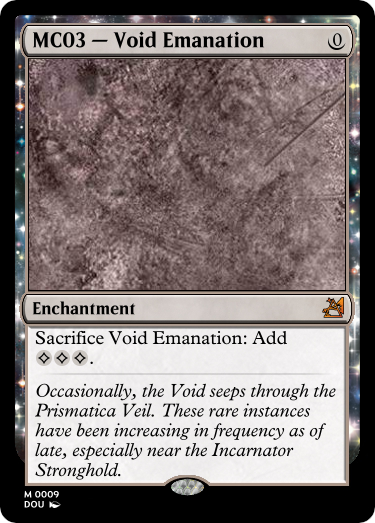 MC03 — Void Emanation 0
Enchantment
Sacrifice Void Emanation: Add
.
Occasionally, the Void seeps through the
Prismatica Veil. These rare instances
have been increasing in frequency as of
late, especially near the Incarnator
Stronghold.
M 0009
DOU